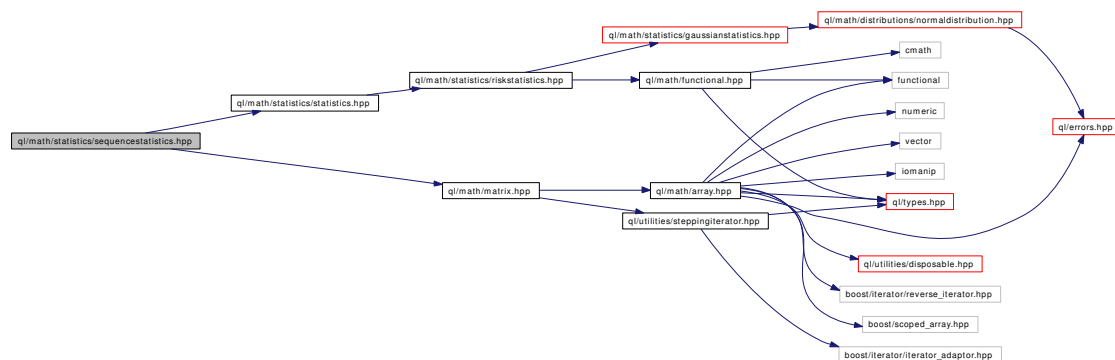 ql/math/distributions/normaldistribution.hpp
ql/math/statistics/gaussianstatistics.hpp
cmath
ql/math/statistics/riskstatistics.hpp
ql/math/functional.hpp
functional
ql/math/statistics/statistics.hpp
numeric
ql/errors.hpp
ql/math/statistics/sequencestatistics.hpp
vector
iomanip
ql/math/matrix.hpp
ql/math/array.hpp
ql/types.hpp
ql/utilities/steppingiterator.hpp
ql/utilities/disposable.hpp
boost/iterator/reverse_iterator.hpp
boost/scoped_array.hpp
boost/iterator/iterator_adaptor.hpp